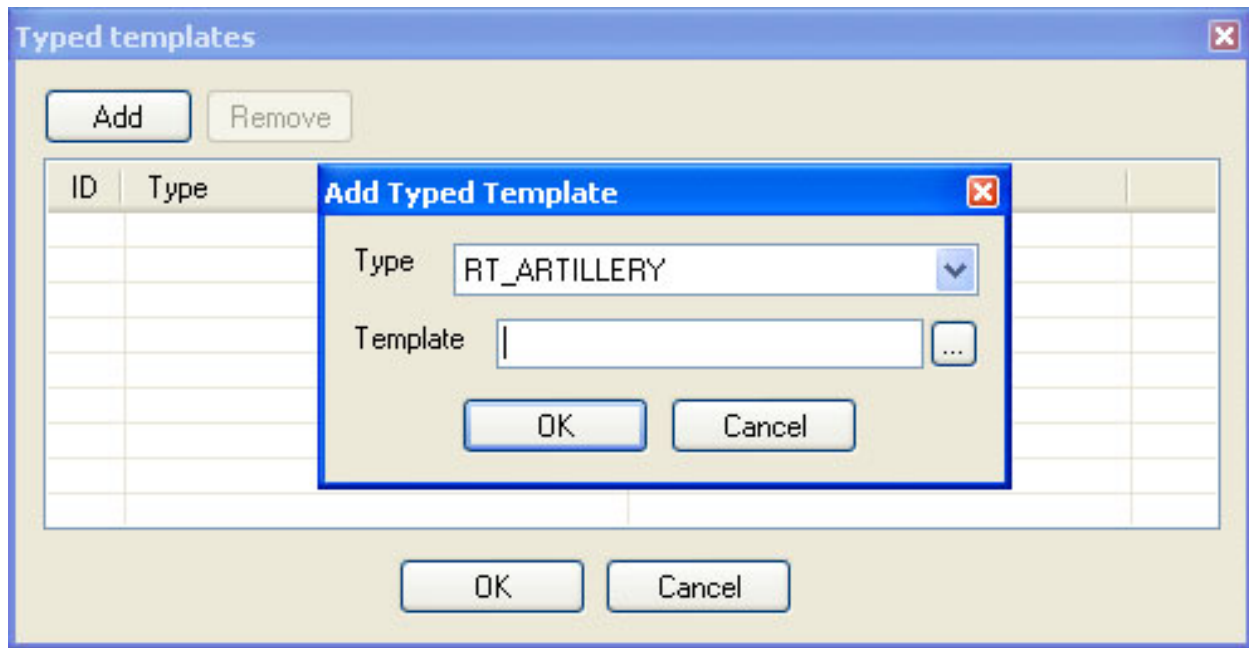 Typed templates
Add Remove
ID Type
Add Typed Template
Type RT_ARTILLERY
Template ...
OK Cancel
OK Cancel